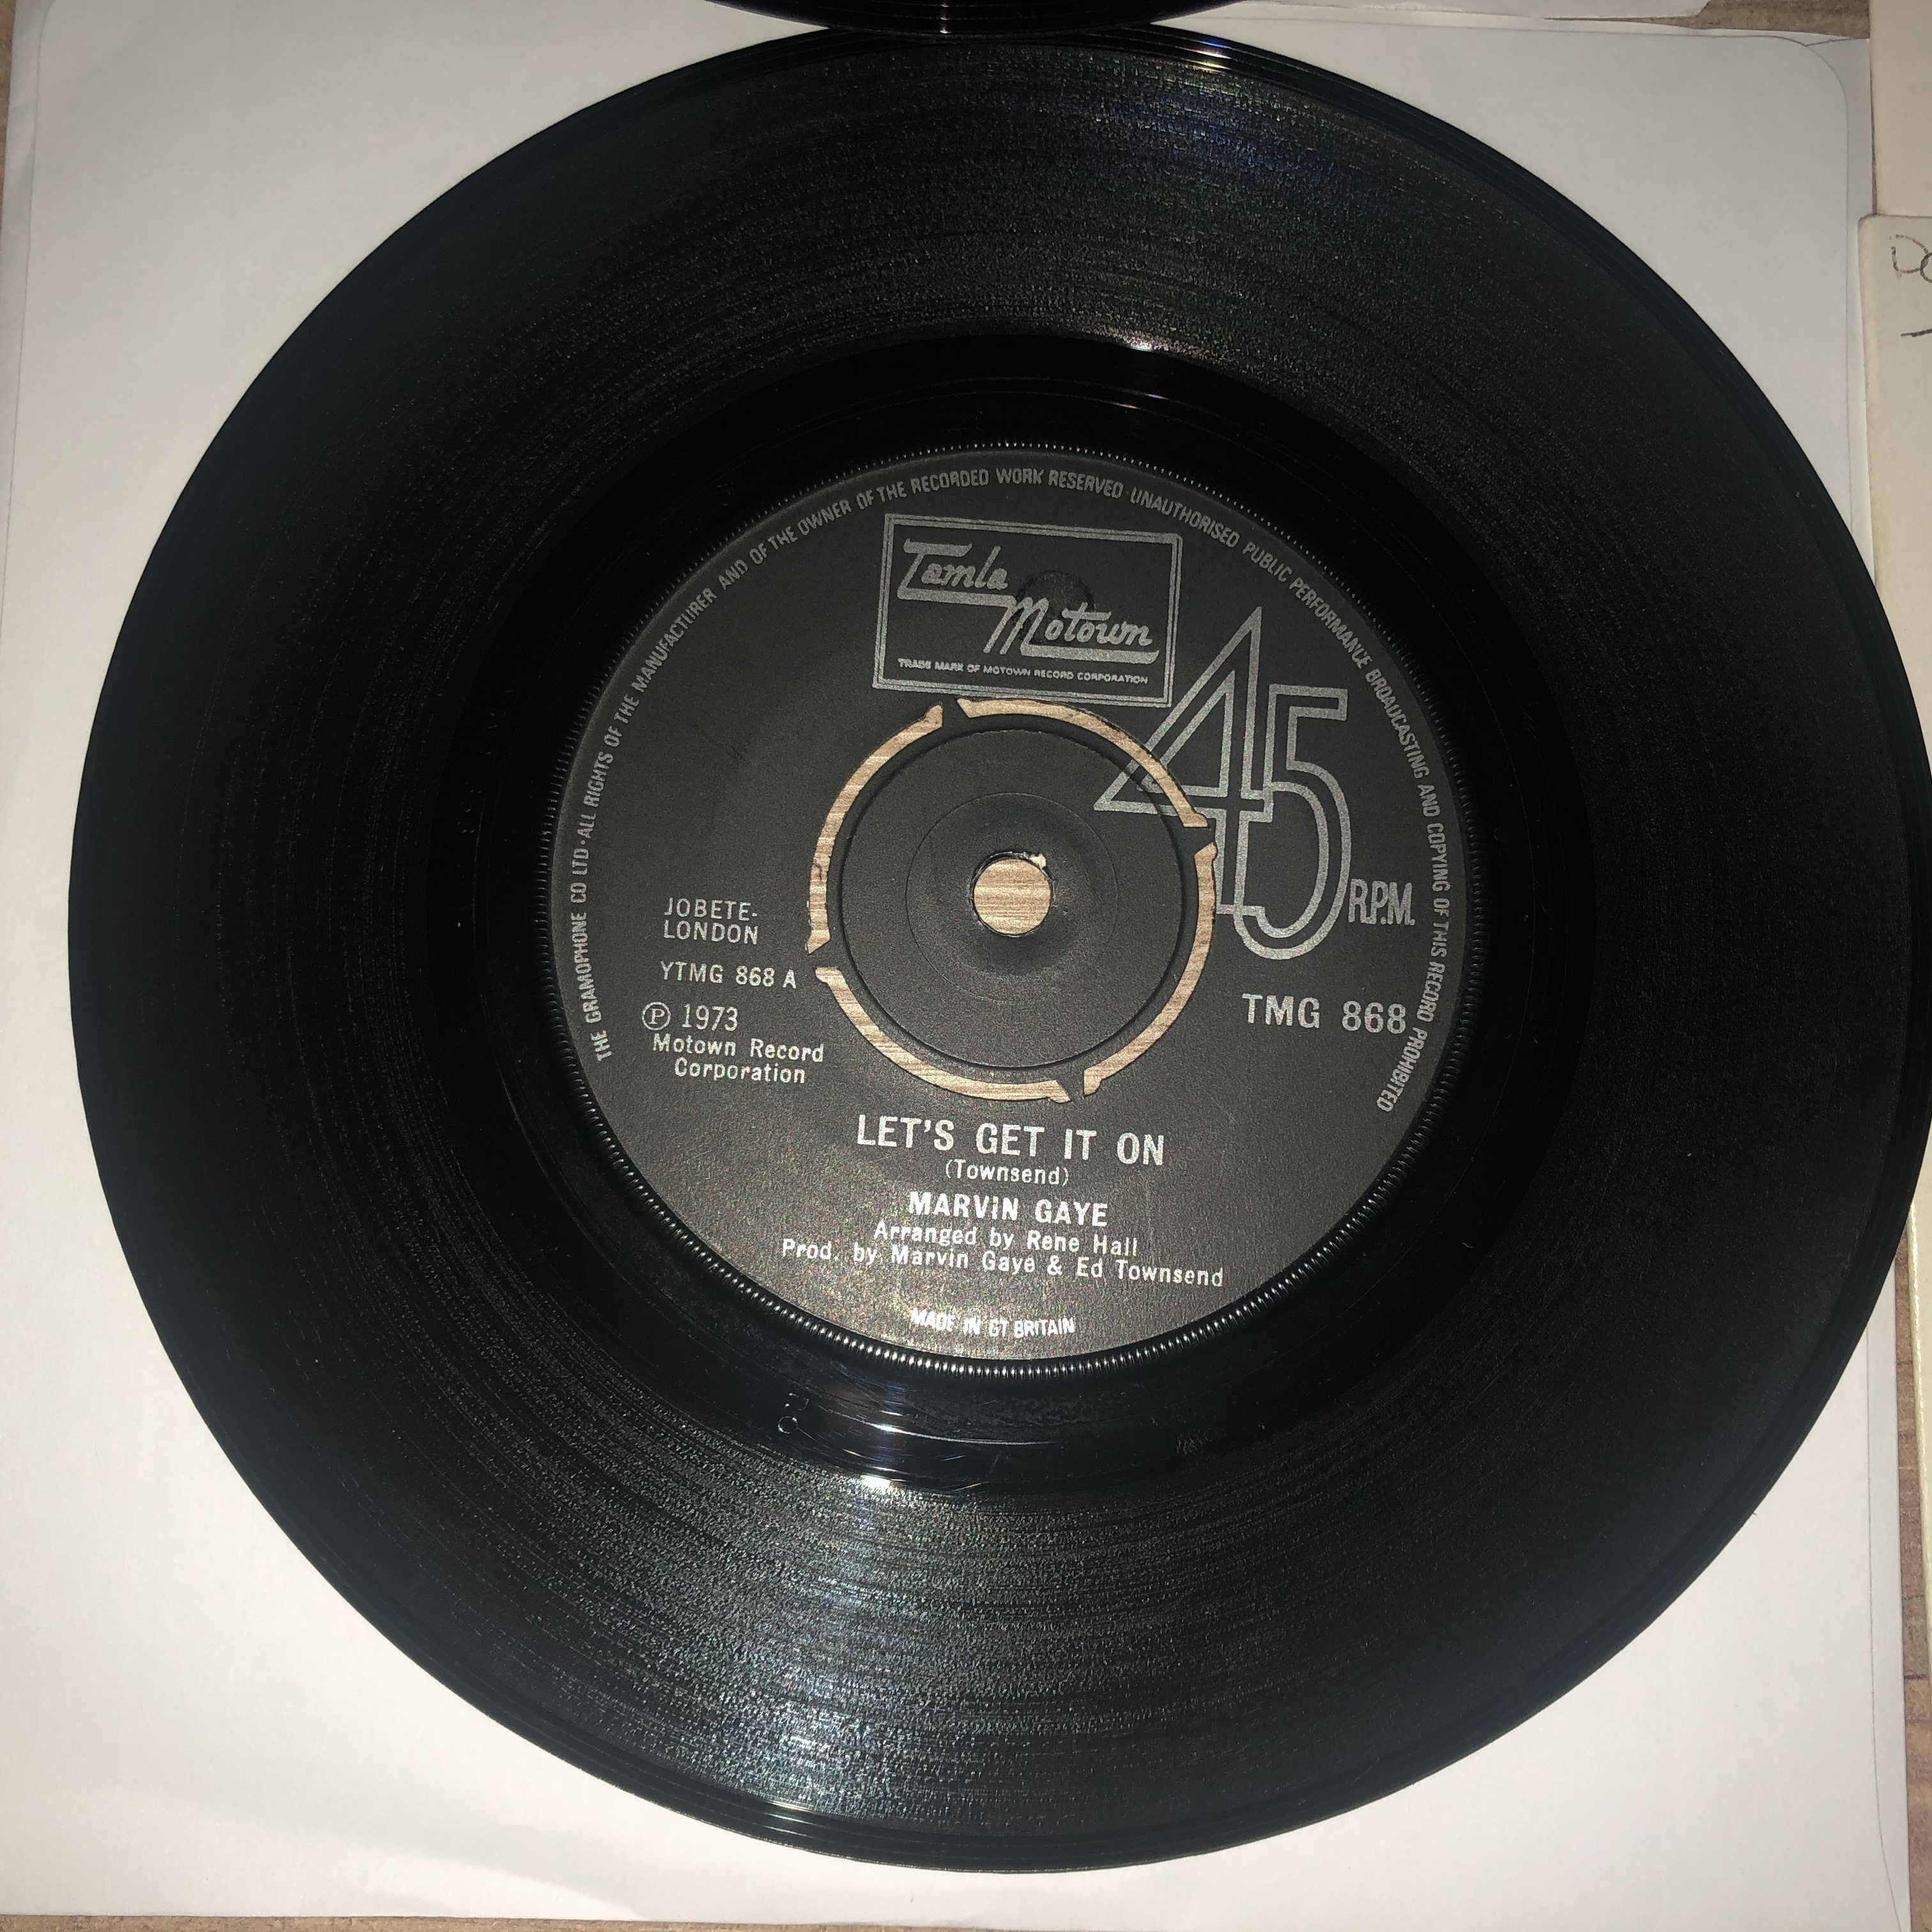 THE GRAMOPHONE CO LTD·ALL RIGHTS OF THE MANUFACTURER AND OF THE OWNER OF THE RECORDED WORK RESERVED UNAUTHORISED PUBLIC PERFORMANCE BROADCASTING AND COPYING OF THIS RECORD PROHIBITED
Tamla
Motown
TRADE MARK OF MOTOWN RECORD CORPORATION
45
R.P.M.
JOBETE-
LONDON
YTMG 868 A
Ⓟ 1973
Motown Record
Corporation
TMG 868
LET'S GET IT ON
(Townsend)
MARVIN GAYE
Arranged by Rene Hall
Prod. by Marvin Gaye & Ed Townsend
MADE IN GT BRITAIN